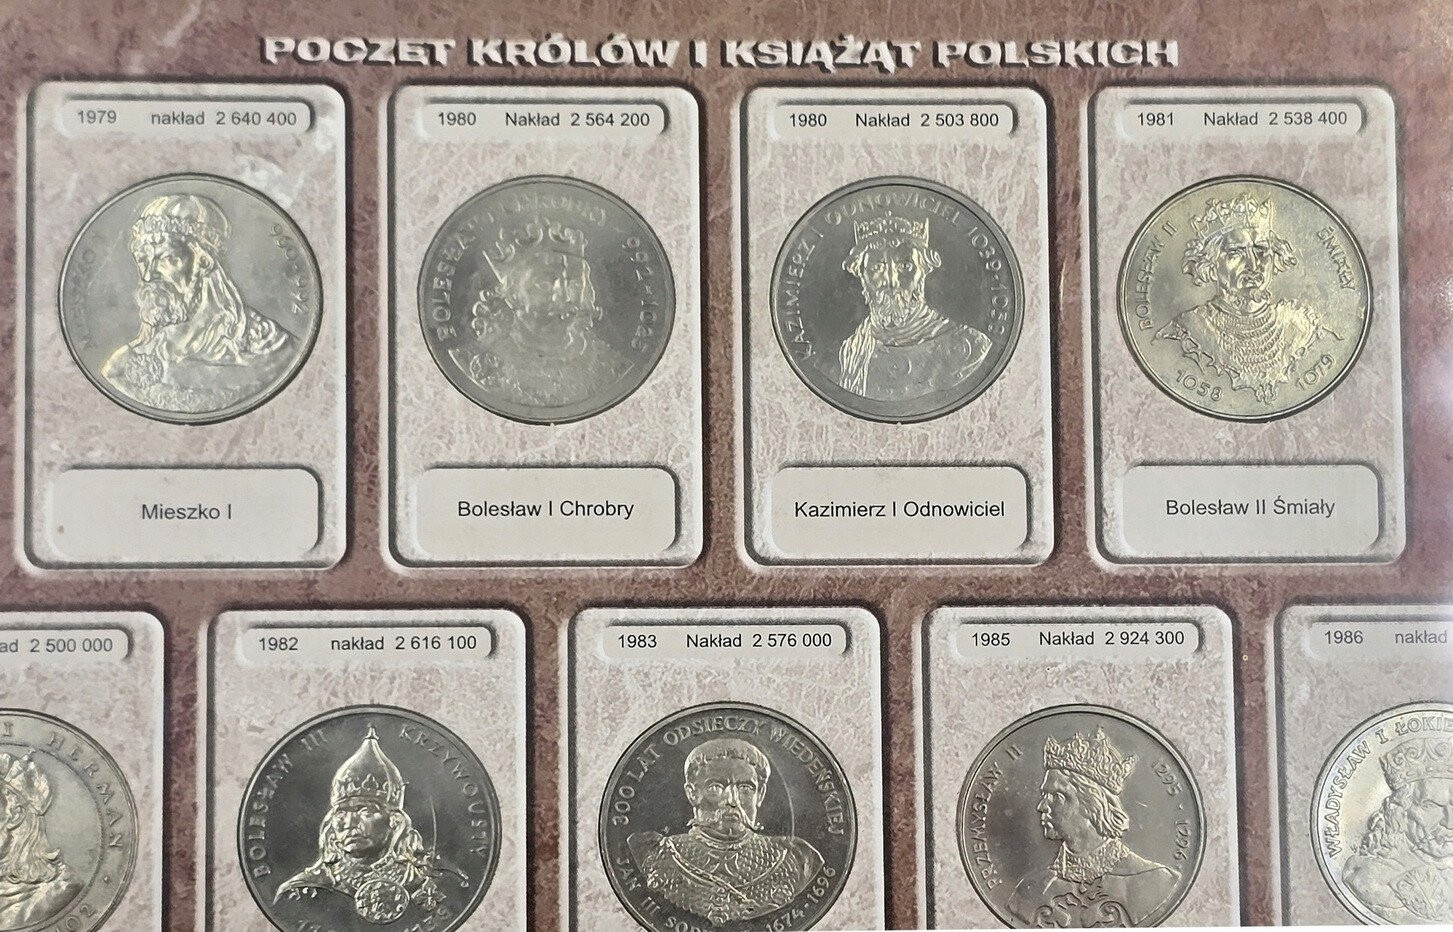 POCZET KRÓLÓW I KSIĄŻĄT POLSKICH
1979 nakład 2 640 400
MIESZKO I 960-992
Mieszko I
1980 Nakład 2 564 200
BOLESŁAW I CHROBRY 992-1025
Bolesław I Chrobry
1980 Nakład 2 503 800
KAZIMIERZ I ODNOWICIEL 1039-1058
Kazimierz I Odnowiciel
1981 Nakład 2 538 400
BOLESŁAW II ŚMIAŁY
1058 1079
Bolesław II Śmiały
2 500 000
I HERMAN
1982 nakład 2 616 100
BOLESŁAW III KRZYWOUSTY
1983 Nakład 2 576 000
300 LAT ODSIECZY WIEDEŃSKIEJ
JAN III 1674-1696
1985 Nakład 2 924 300
PRZEMYSŁAW II 1295-1296
1986 nakład
WŁADYSŁAW I